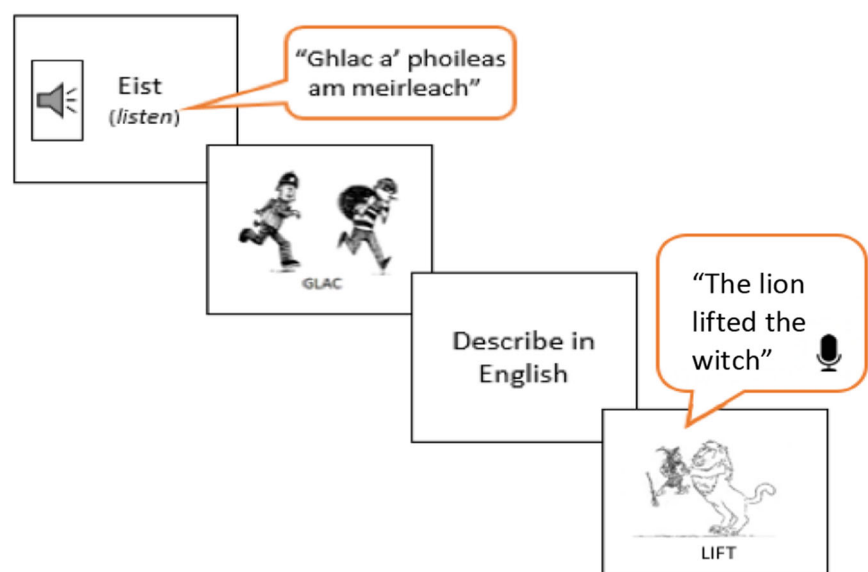 Eist
(listen)
“Ghlac a’ phoileas
am meirleach”
GLAC
Describe in
English
“The lion
lifted the
witch”
LIFT